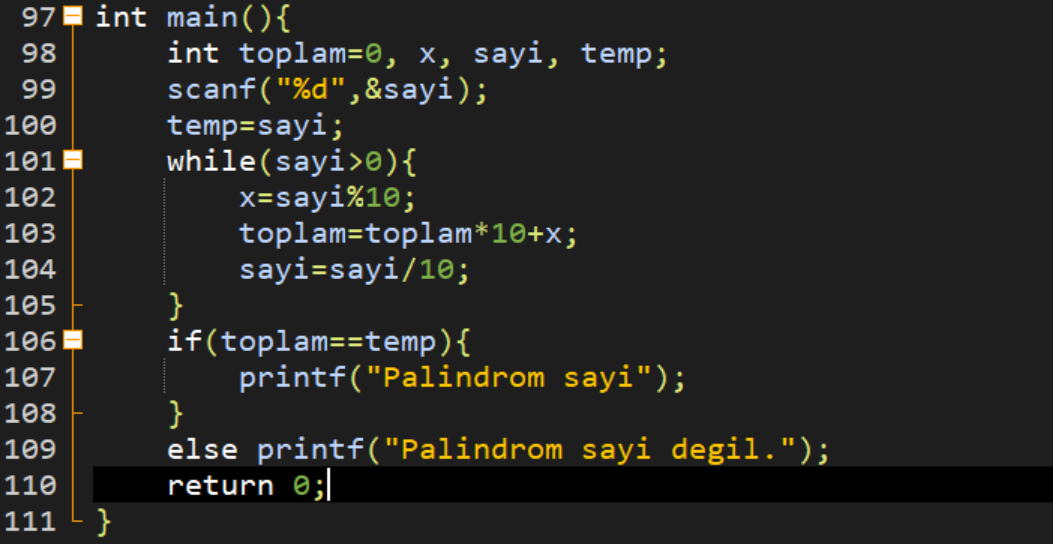 97 int main(){
98 int toplam=0, x, sayi, temp;
99 scanf("%d",&sayi);
100 temp=sayi;
101 while(sayi>0){
102 x=sayi%10;
103 toplam=toplam*10+x;
104 sayi=sayi/10;
105 }
106 if(toplam==temp){
107 printf("Palindrom sayi");
108 }
109 else printf("Palindrom sayi degil.");
110 return 0;
111 }